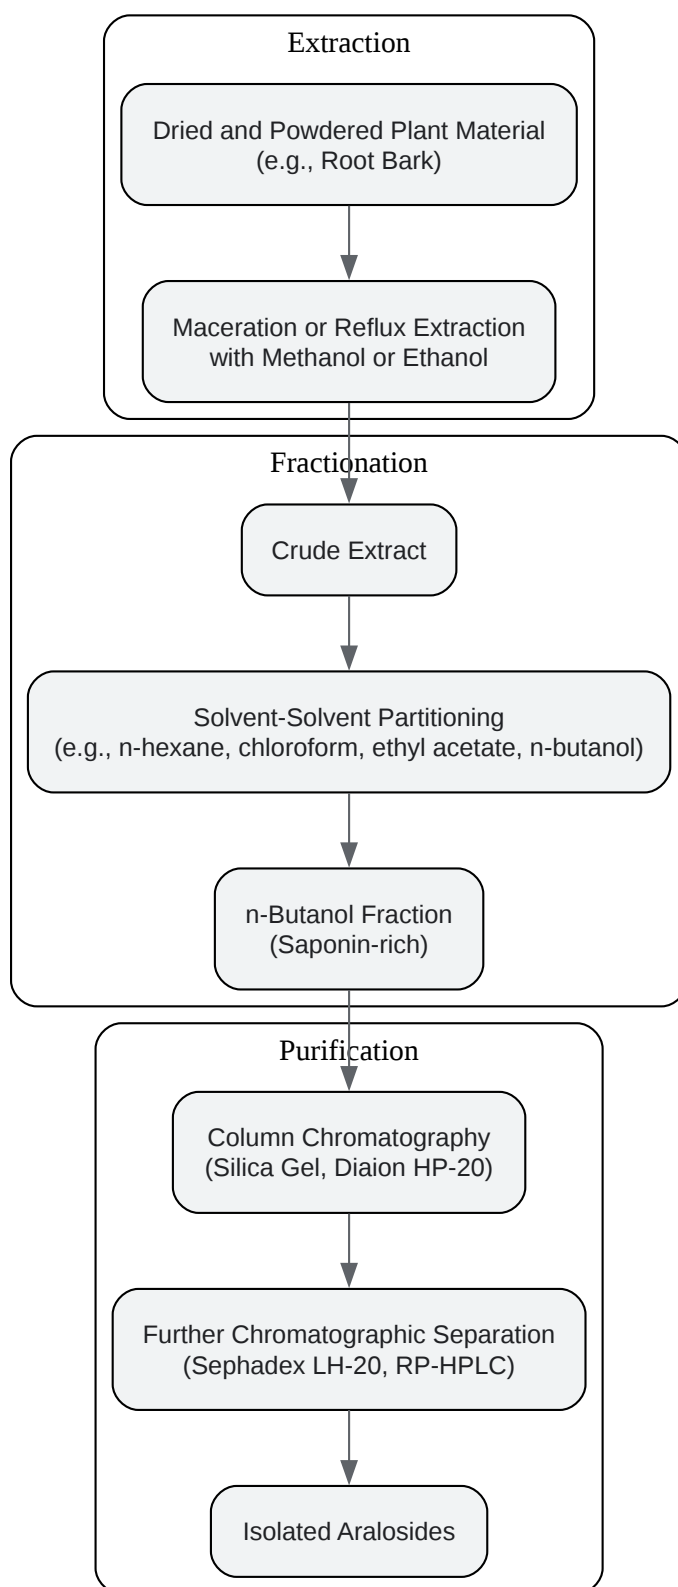 Extraction
Dried and Powdered Plant Material
(e.g., Root Bark)
Maceration or Reflux Extraction
with Methanol or Ethanol
Fractionation
Crude Extract
Solvent-Solvent Partitioning
(e.g., n-hexane, chloroform, ethyl acetate, n-butanol)
n-Butanol Fraction
(Saponin-rich)
Purification
Column Chromatography
(Silica Gel, Diaion HP-20)
Further Chromatographic Separation
(Sephadex LH-20, RP-HPLC)
Isolated Aralosides